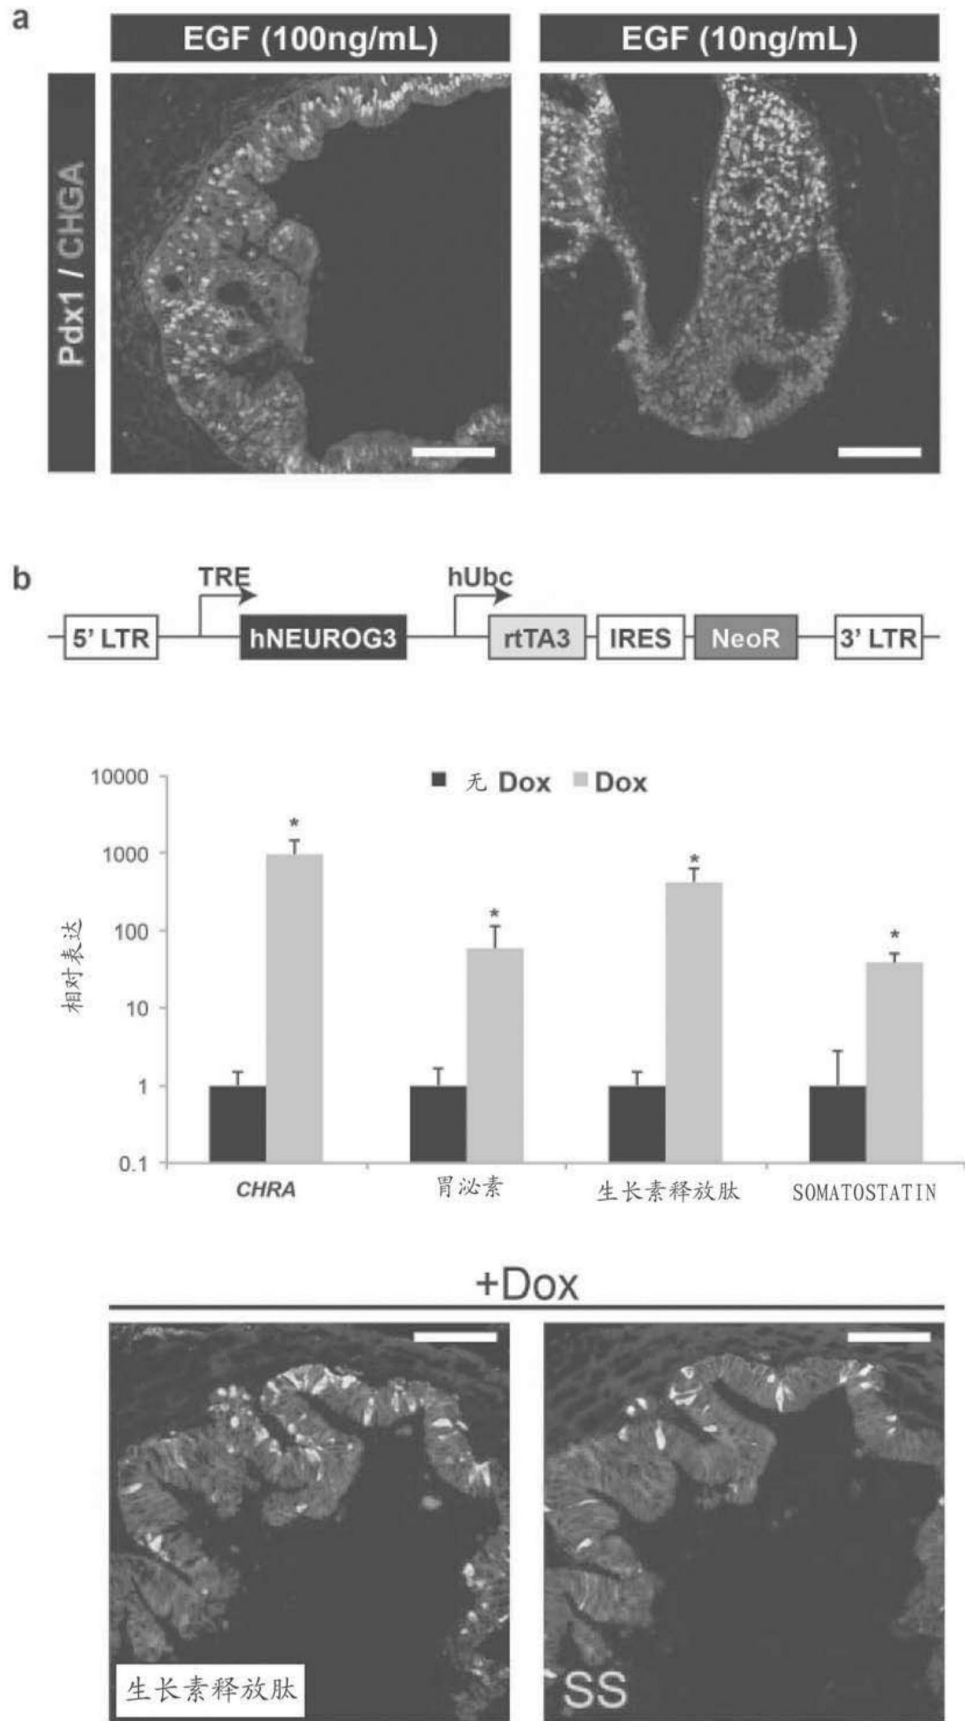 a
EGF (100ng/mL)
EGF (10ng/mL)
Pdx1 / CHGA
b
TRE
hUbc
5' LTR
hNEUROG3
rtTA3
IRES
NeoR
3' LTR
无 Dox
Dox
相对表达
10000
1000
100
10
1
0.1
*
*
*
*
CHRA
胃泌素
生长素释放肽
SOMATOSTATIN
+Dox
生长素释放肽
SS